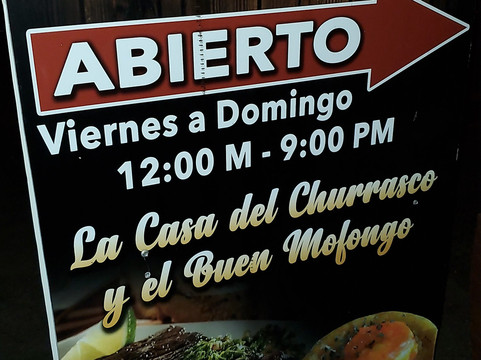 ABIERTO
Viernes a Domingo
12:00 M - 9:00 PM
La Casa del Churrasco
y el Buen Mofongo